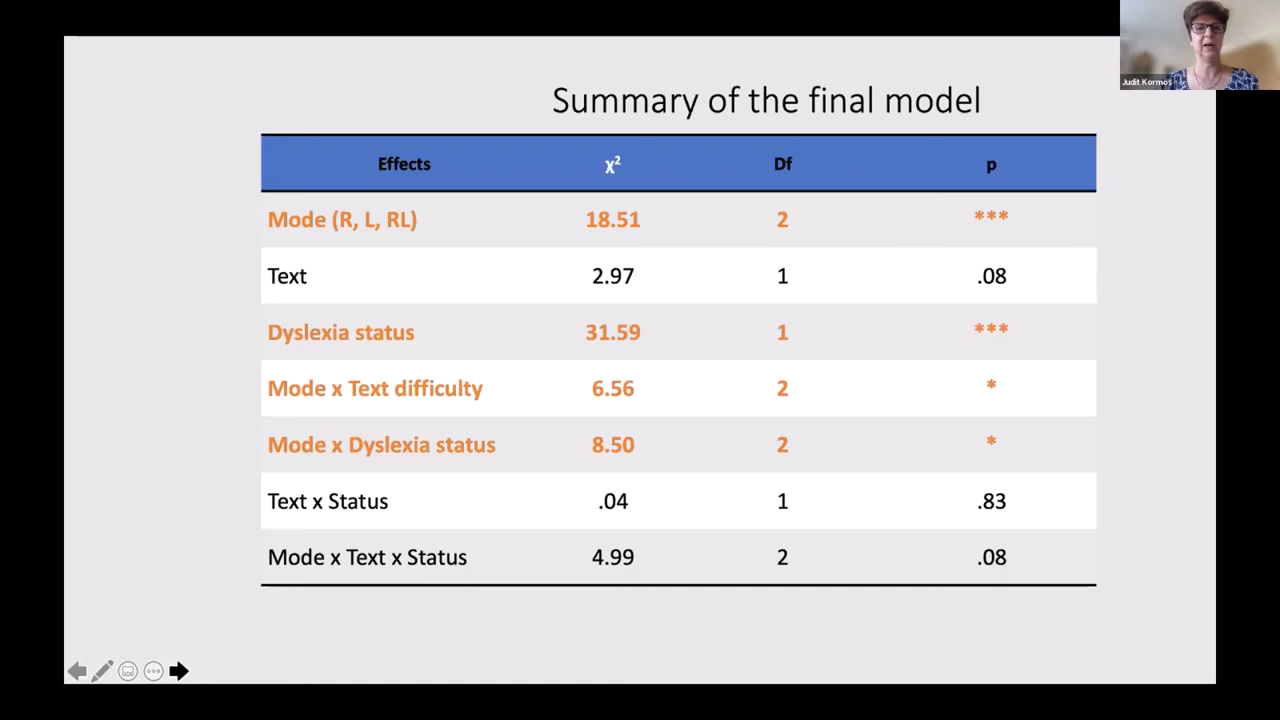 Judit Kormos
Summary of the final model
Effects χ² Df p
Mode (R, L, RL) 18.51 2 ***
Text 2.97 1 .08
Dyslexia status 31.59 1 ***
Mode x Text difficulty 6.56 2 *
Mode x Dyslexia status 8.50 2 *
Text x Status .04 1 .83
Mode x Text x Status 4.99 2 .08